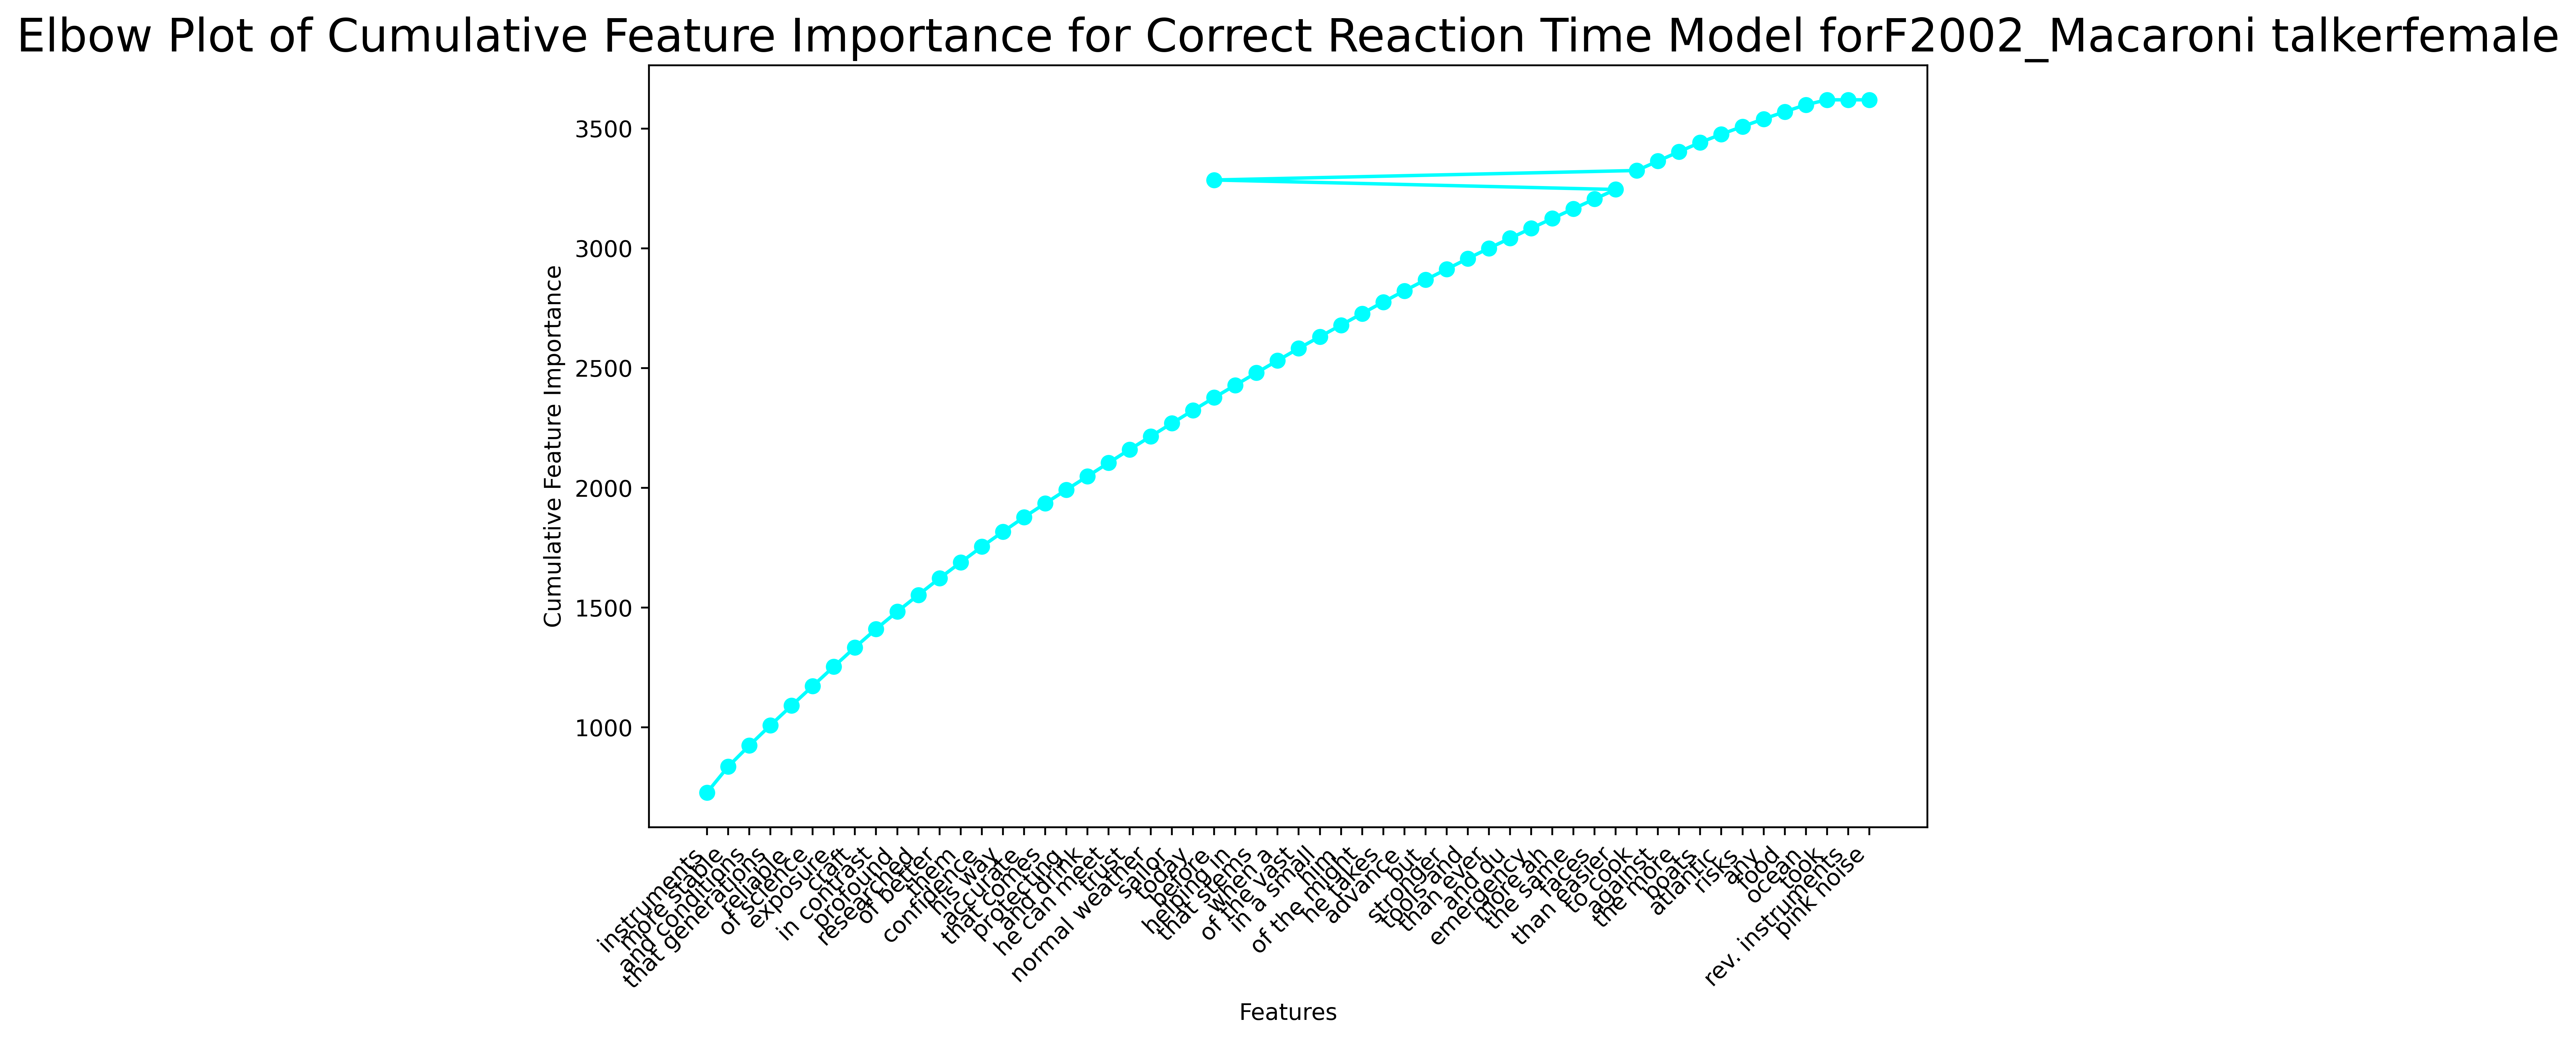 Elbow Plot of Cumulative Feature Importance for Correct Reaction Time Model forF2002_Macaroni talkerfemale
Cumulative Feature Importance
3500
3000
2500
2000
1500
1000
instruments
more stable
and conditions
that generations
reliable
of science
exposure
craft
in contrast
profound
researched
of better
them
confidence
his way
accurate
that comes
protecting
and drink
he can meet
trust
normal weather
sailor
today
before
helping in
that stems
when a
of the vast
in a small
him
of the might
he takes
advance
but
stronger
tools and
than ever
and du
emergency
more ah
the same
faces
than easier
to cook
against
the more
boats
atlantic
risks
any
food
ocean
took
rev. instruments
pink noise
Features